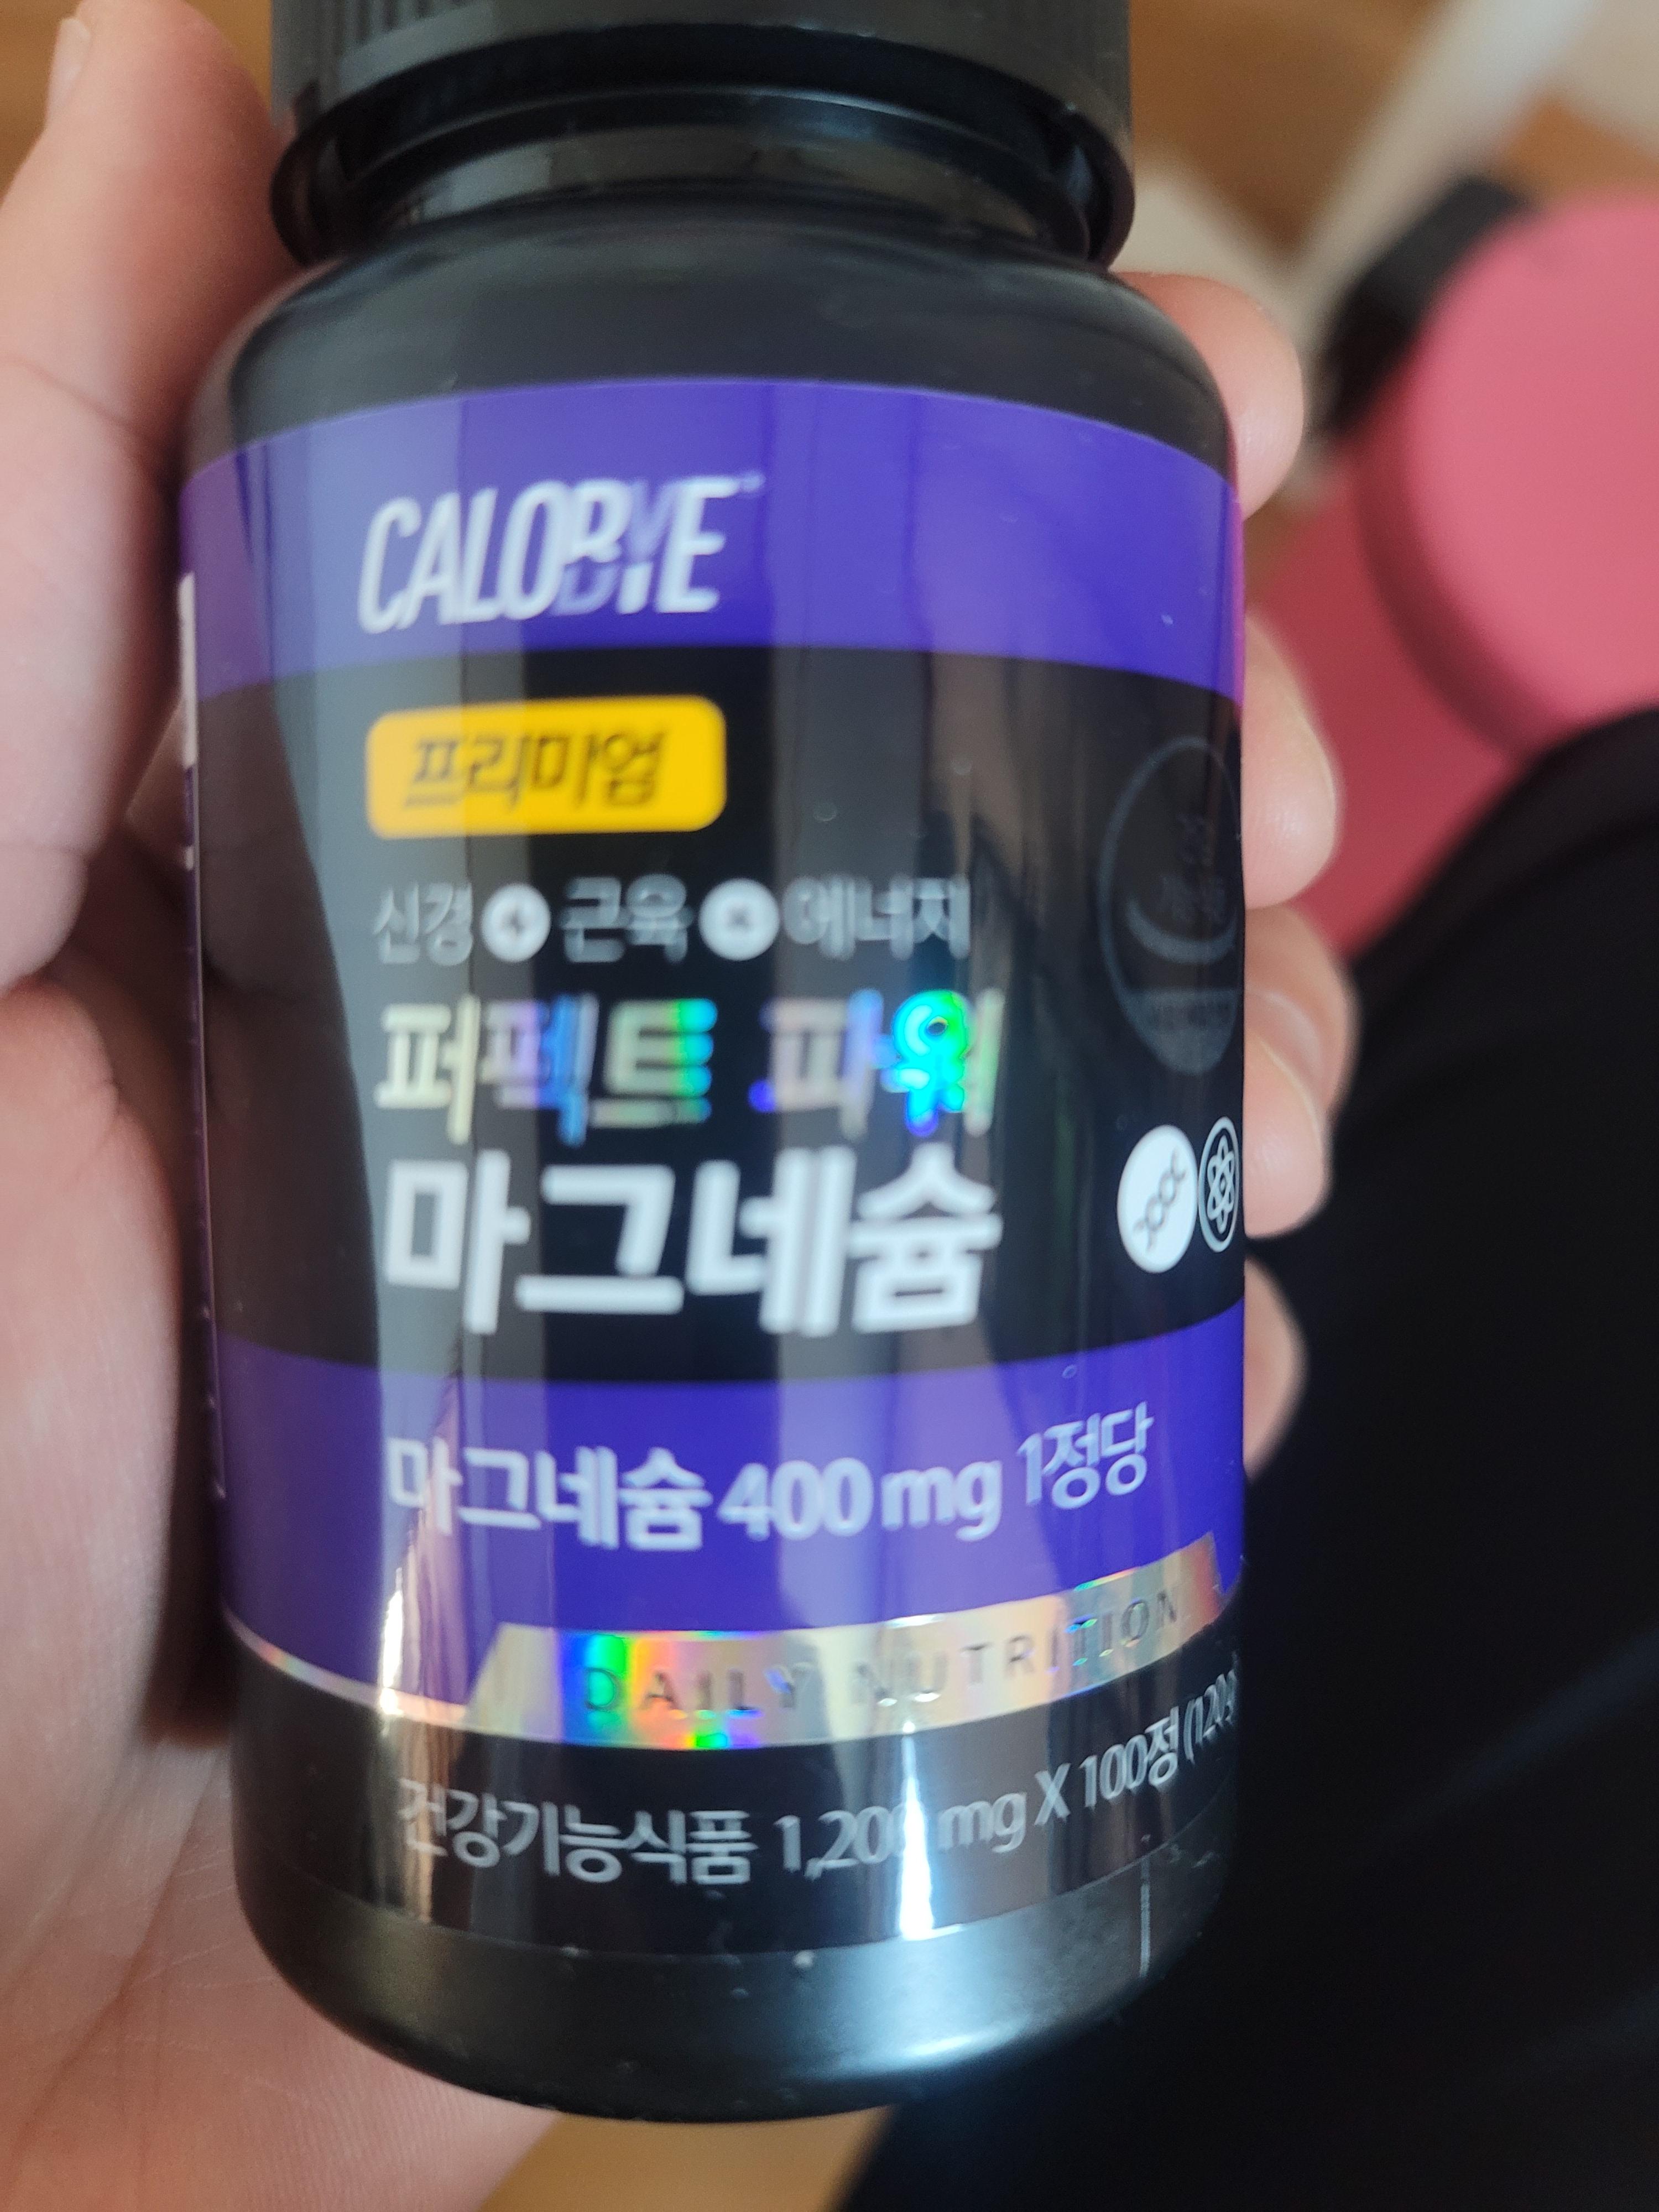 CALOBYE
프리미엄
신경 + 근육 + 에너지
퍼펙트 파워
마그네슘
마그네슘 400 mg 1정당
DAILY NUTRITION
건강기능식품 1,200 mg X 100정 (120